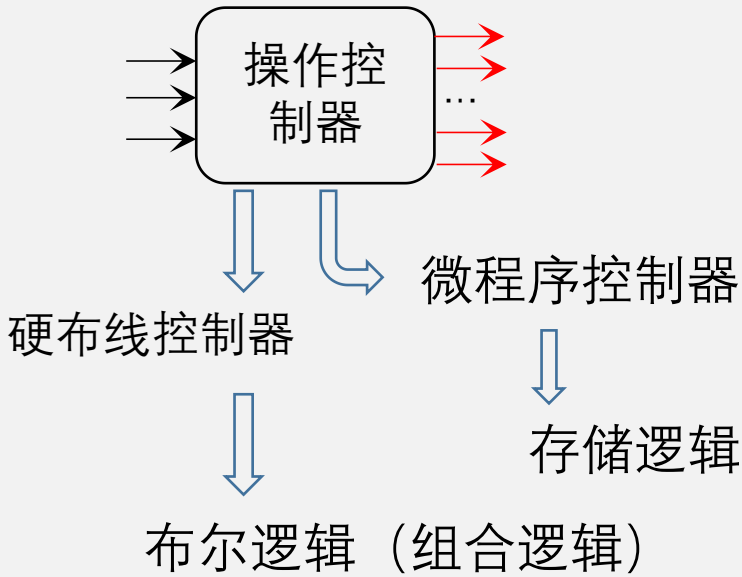 操作控
制器
…
微程序控制器
硬布线控制器
存储逻辑
布尔逻辑（组合逻辑）